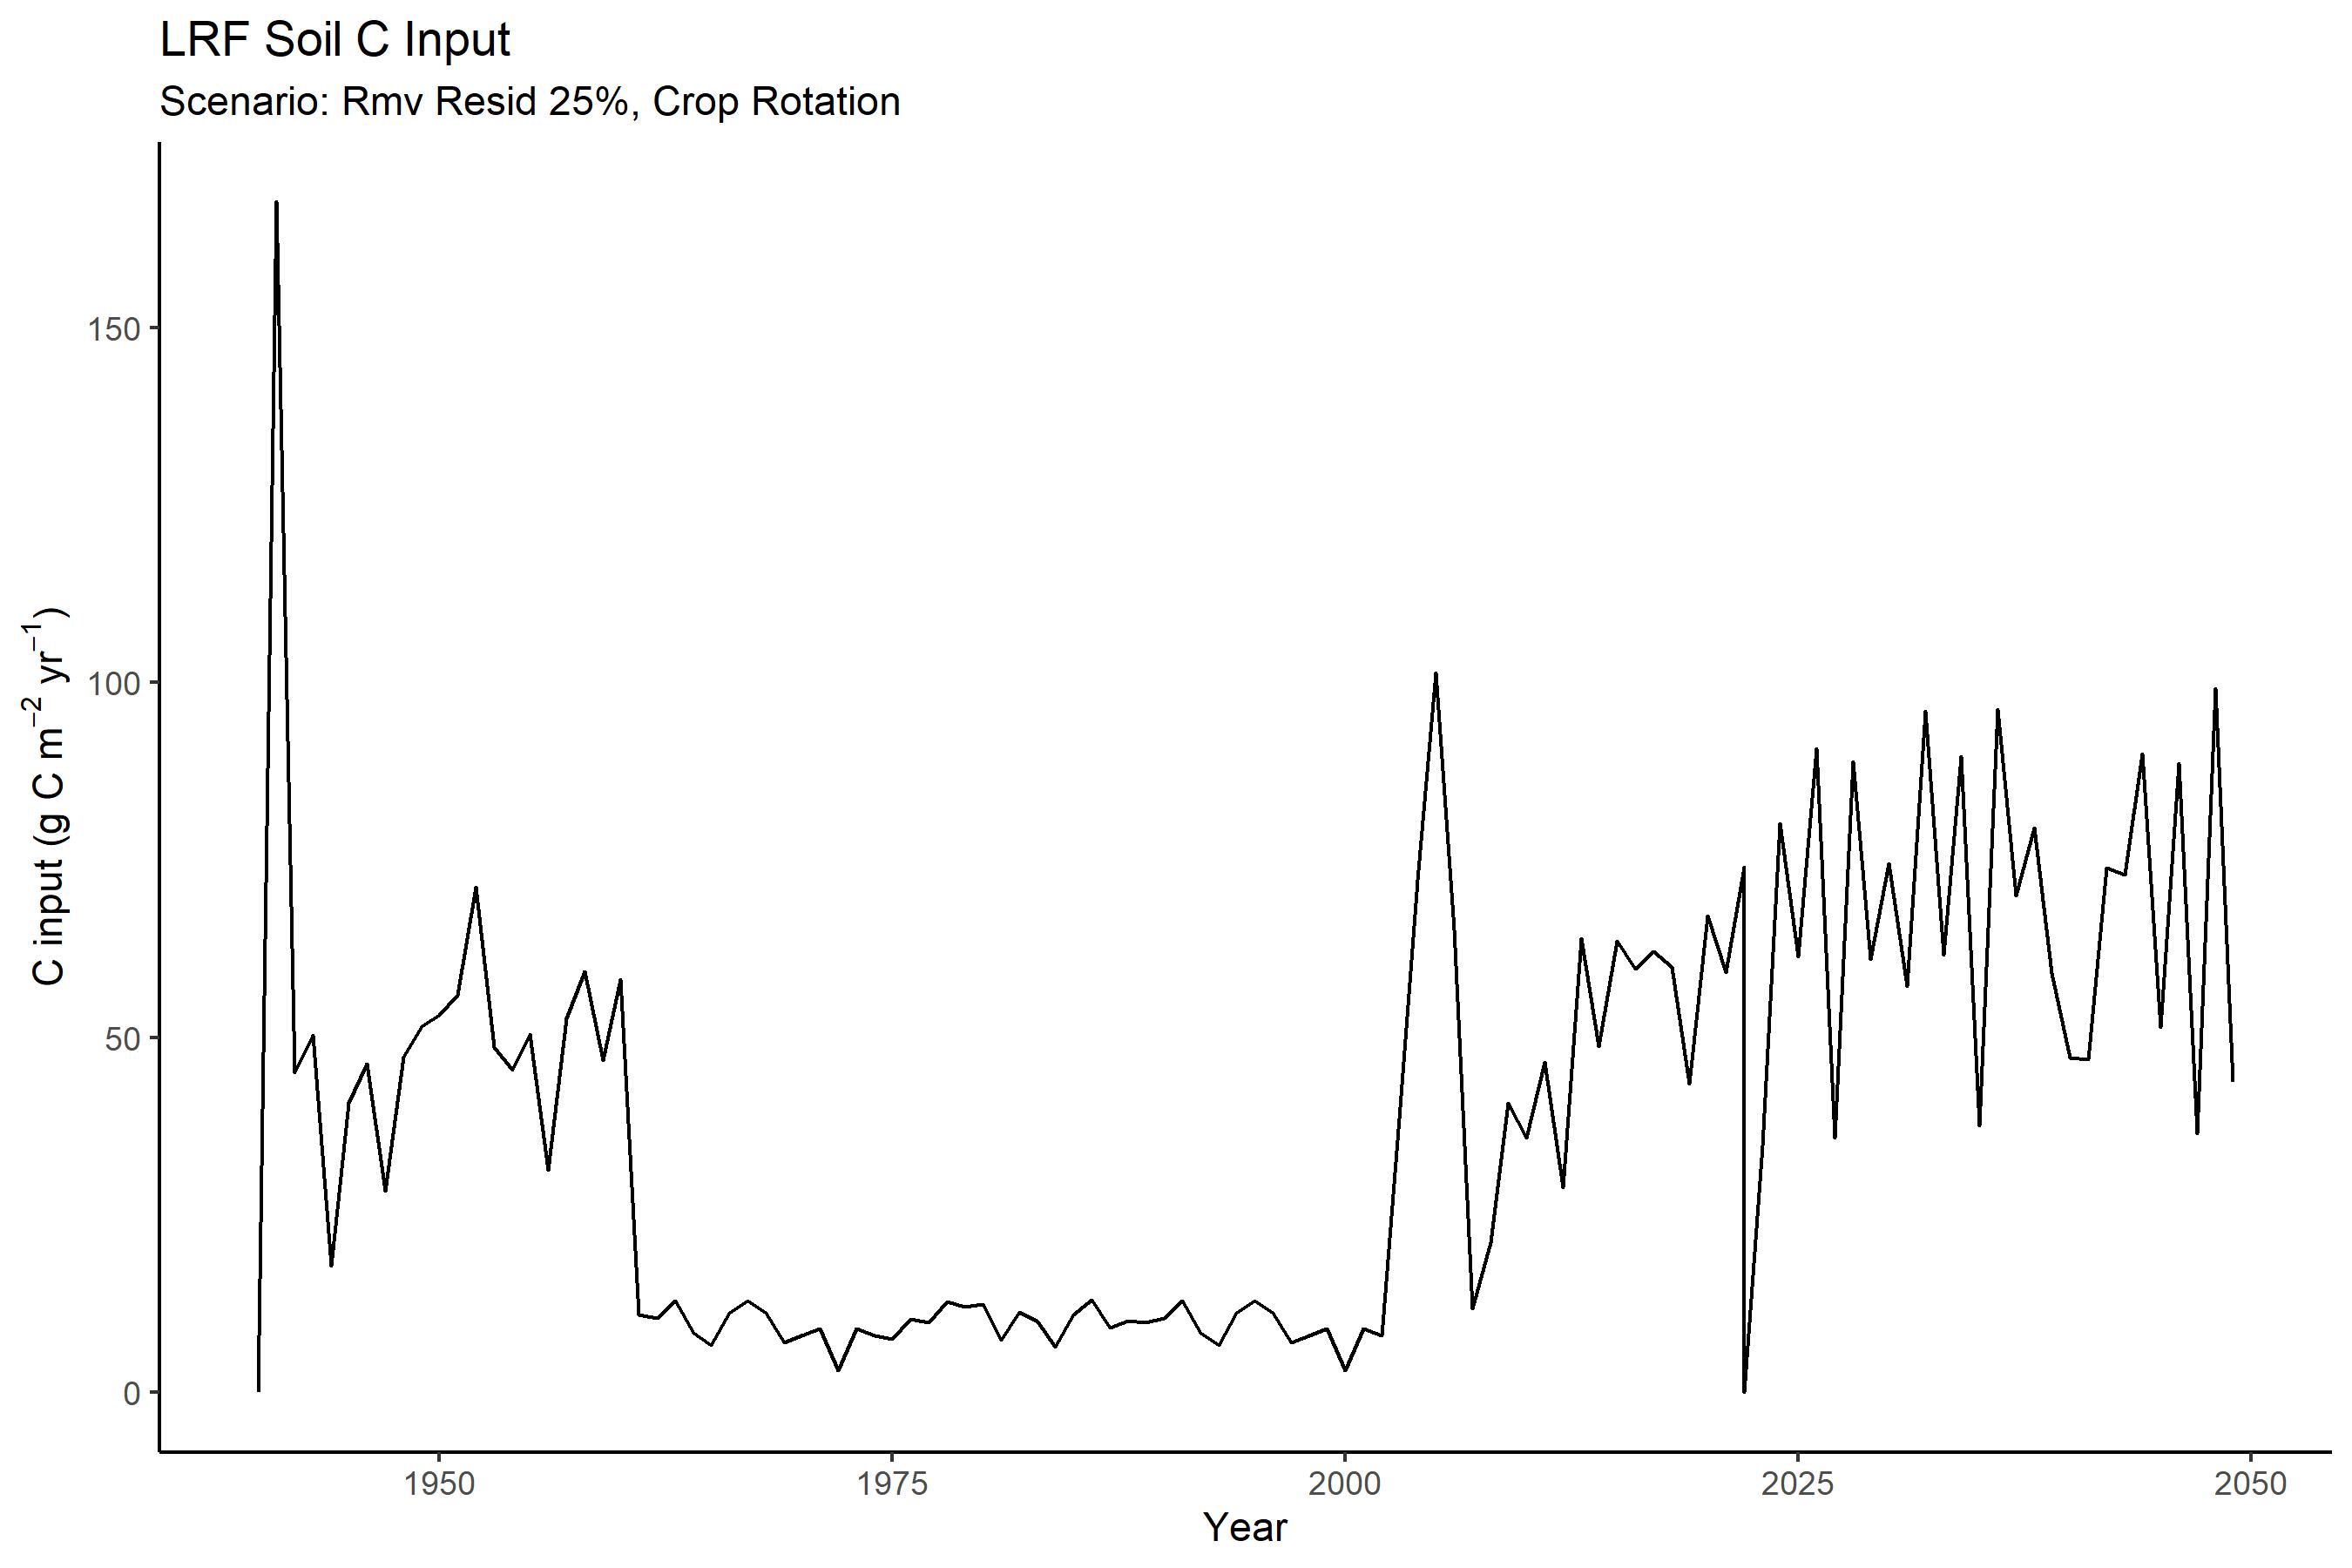 LRF Soil C Input
Scenario: Rmv Resid 25%, Crop Rotation
C input (g C m⁻² yr⁻¹)
150
100
50
0
1950 1975 2000 2025 2050
Year